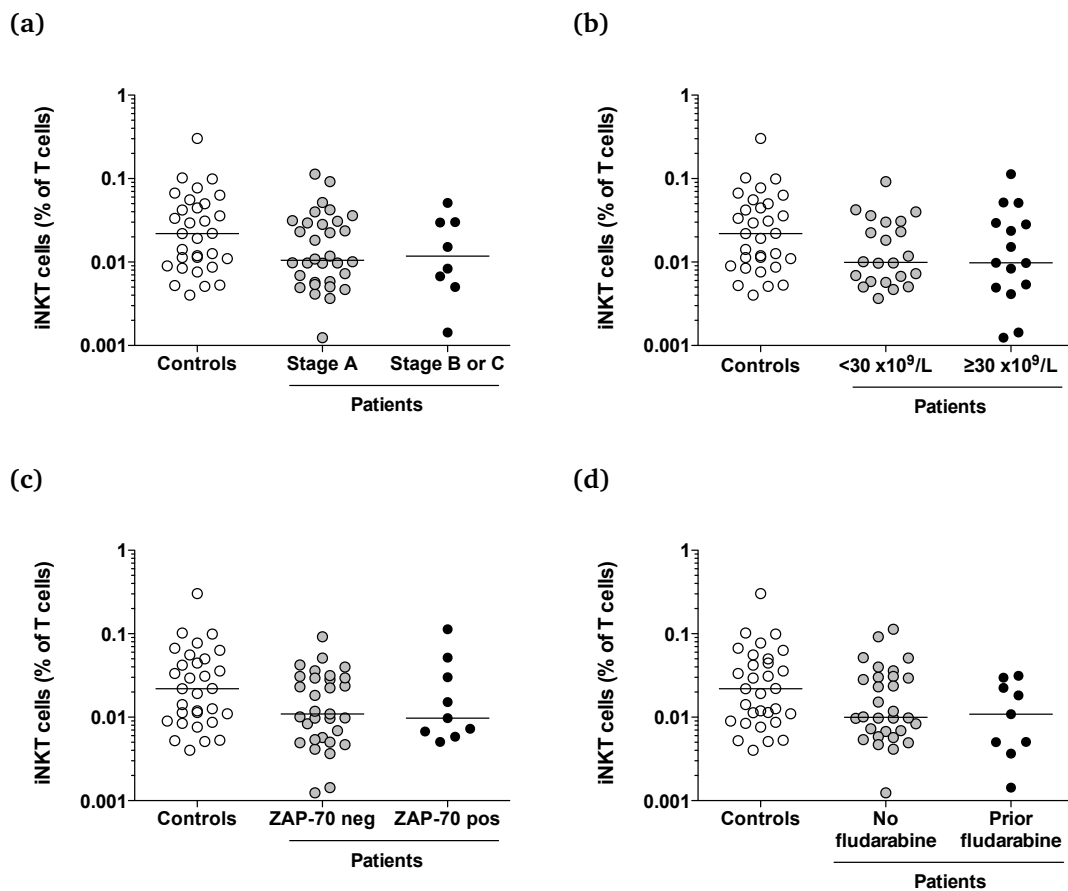 (a)
iNKT cells (% of T cells)
1
0.1
0.01
0.001
Controls
Stage A
Stage B or C
Patients
(b)
iNKT cells (% of T cells)
1
0.1
0.01
0.001
Controls
<30 x10⁹/L
≥30 x10⁹/L
Patients
(c)
iNKT cells (% of T cells)
1
0.1
0.01
0.001
Controls
ZAP-70 neg
ZAP-70 pos
Patients
(d)
iNKT cells (% of T cells)
1
0.1
0.01
0.001
Controls
No
fludarabine
Prior
fludarabine
Patients